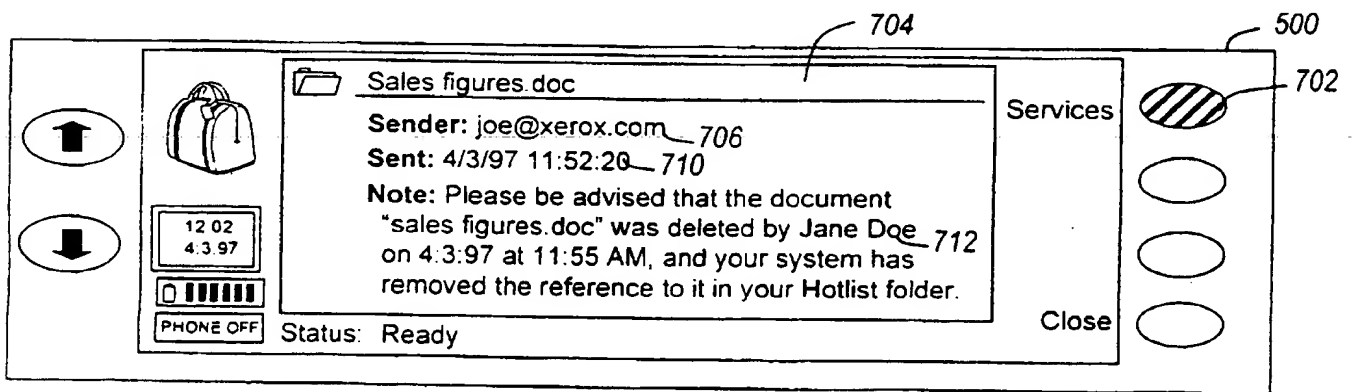 704
500
702
Sales figures.doc
Services
Sender: joe@xerox.com 706
Sent: 4/3/97 11:52:20 710
Note: Please be advised that the document
"sales figures.doc" was deleted by Jane Doe 712
on 4:3:97 at 11:55 AM, and your system has
removed the reference to it in your Hotlist folder.
12 02
4:3.97
PHONE OFF
Status: Ready
Close